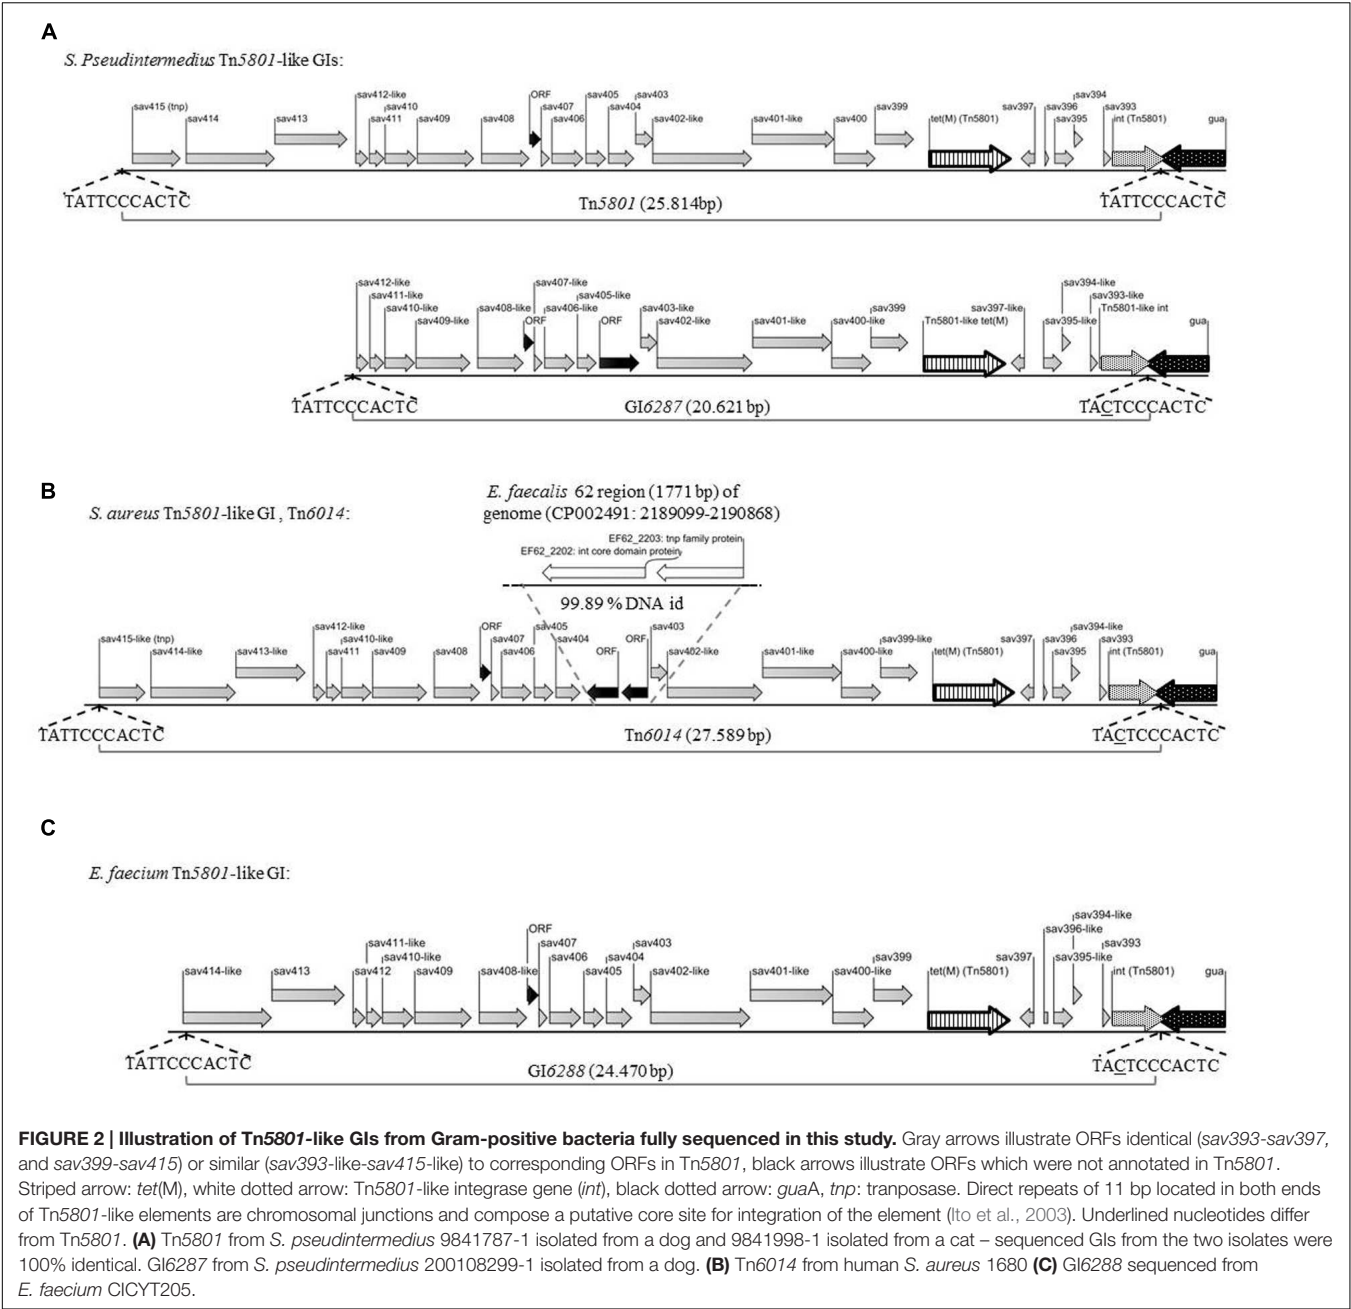 A
S. Pseudintermedius Tn5801-like GIs:
sav415 (tnp)
sav414
sav413
sav412-like
sav411
sav410
sav409
sav408
ORF
sav407
sav406
sav405
sav404
sav403
sav402-like
sav401-like
sav400
sav399
tet(M) (Tn5801)
sav397
sav396
sav395
sav394
sav393
int (Tn5801)
gua
TATTCCCACTC
Tn5801 (25.814bp)
TATTCCCACTC
sav412-like
sav411-like
sav410-like
sav409-like
sav408-like
ORF
sav407-like
sav406-like
sav405-like
ORF
sav403-like
sav402-like
sav401-like
sav400-like
sav399
Tn5801-like tet(M)
sav397-like
sav395-like
sav394-like
sav393-like
Tn5801-like int
gua
TATTCCCACTC
GI6287 (20.621 bp)
TACTCCCACTC
B
S. aureus Tn5801-like GI , Tn6014:
E. faecalis 62 region (1771 bp) of
genome (CP002491: 2189099-2190868)
EF62_2203: tnp family protein
EF62_2202: int core domain protein
99.89 % DNA id
sav415-like (tnp)
sav414-like
sav413-like
sav412-like
sav411
sav410-like
sav409
sav408
ORF
sav407
sav406
sav405
sav404
ORF
ORF
sav403
sav402-like
sav401-like
sav400-like
sav399-like
tet(M) (Tn5801)
sav397
sav396
sav395
sav394-like
sav393
int (Tn5801)
gua
TATTCCCACTC
Tn6014 (27.589 bp)
TACTCCCACTC
C
E. faecium Tn5801-like GI:
sav414-like
sav413
sav412
sav411-like
sav410-like
sav409
sav408-like
ORF
sav407
sav406
sav405
sav404
sav403
sav402-like
sav401-like
sav400-like
sav399
tet(M) (Tn5801)
sav397
sav396-like
sav395-like
sav394-like
sav393
int (Tn5801)
gua
TATTCCCACTC
GI6288 (24.470 bp)
TACTCCCACTC
FIGURE 2 | Illustration of Tn5801-like GIs from Gram-positive bacteria fully sequenced in this study. Gray arrows illustrate ORFs identical (sav393-sav397,
and sav399-sav415) or similar (sav393-like-sav415-like) to corresponding ORFs in Tn5801, black arrows illustrate ORFs which were not annotated in Tn5801.
Striped arrow: tet(M), white dotted arrow: Tn5801-like integrase gene (int), black dotted arrow: guaA, tnp: tranposase. Direct repeats of 11 bp located in both ends
of Tn5801-like elements are chromosomal junctions and compose a putative core site for integration of the element (Ito et al., 2003). Underlined nucleotides differ
from Tn5801. (A) Tn5801 from S. pseudintermedius 9841787-1 isolated from a dog and 9841998-1 isolated from a cat – sequenced GIs from the two isolates were
100% identical. GI6287 from S. pseudintermedius 200108299-1 isolated from a dog. (B) Tn6014 from human S. aureus 1680 (C) GI6288 sequenced from
E. faecium CICYT205.